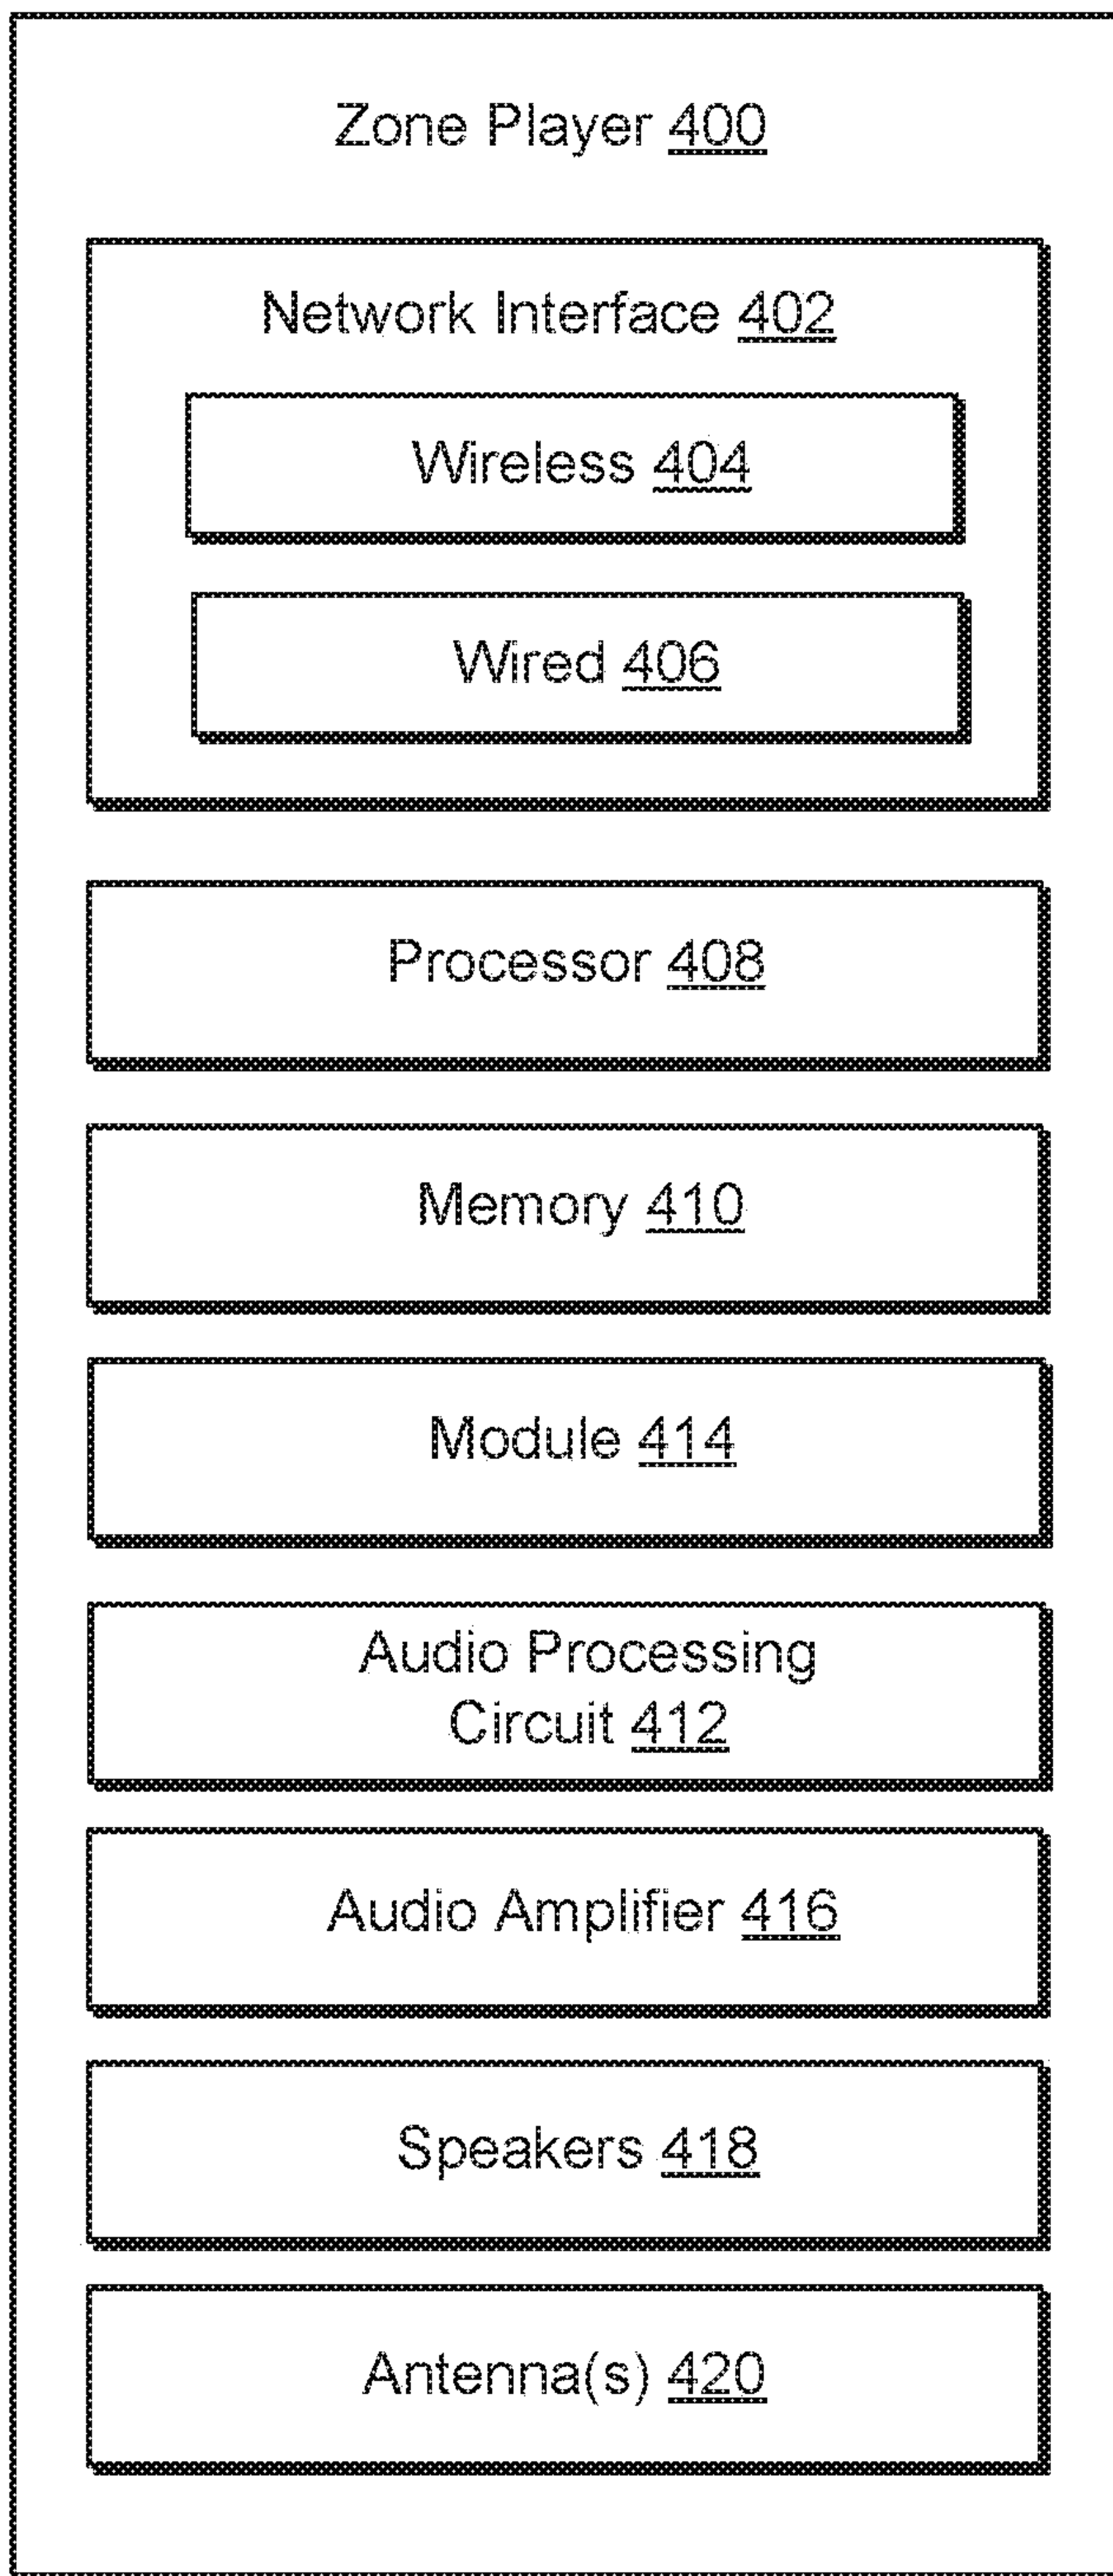 Zone Player 400
Network Interface 402
Wireless 404
Wired 406
Processor 408
Memory 410
Module 414
Audio Processing
Circuit 412
Audio Amplifier 416
Speakers 418
Antenna(s) 420